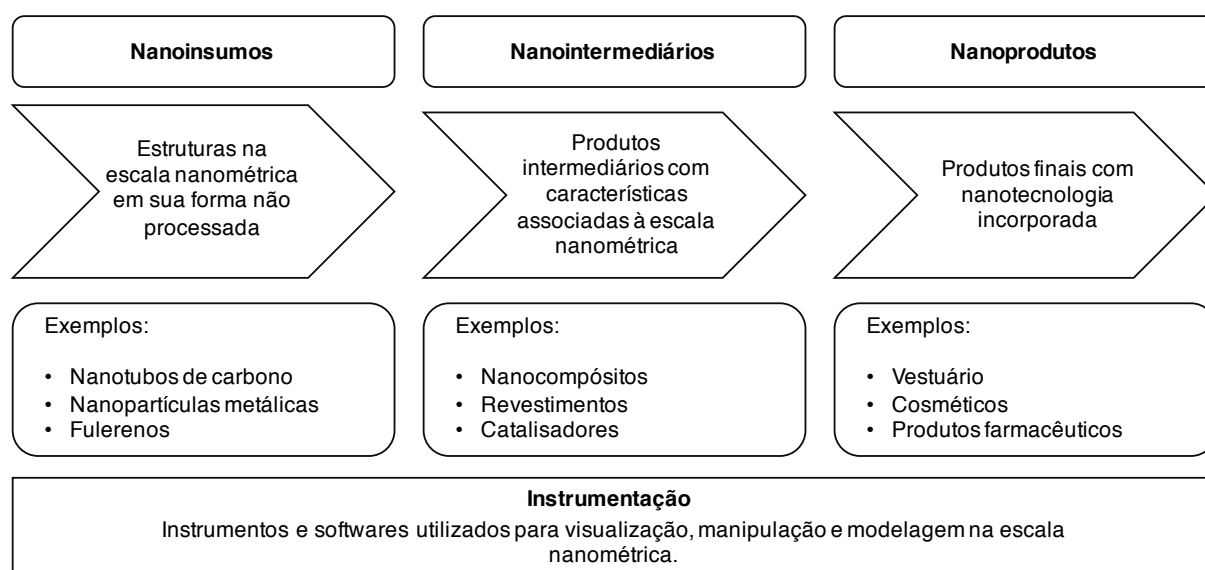 Nanoinsumos
Nanointermediários
Nanoprodutos
Estruturas na
escala nanométrica
em sua forma não
processada
Produtos
intermediários com
características
associadas à escala
nanométrica
Produtos finais com
nanotecnologia
incorporada
Exemplos:
• Nanotubos de carbono
• Nanopartículas metálicas
• Fulerenos
Exemplos:
• Nanocompósitos
• Revestimentos
• Catalisadores
Exemplos:
• Vestuário
• Cosméticos
• Produtos farmacêuticos
Instrumentação
Instrumentos e softwares utilizados para visualização, manipulação e modelagem na escala
nanométrica.